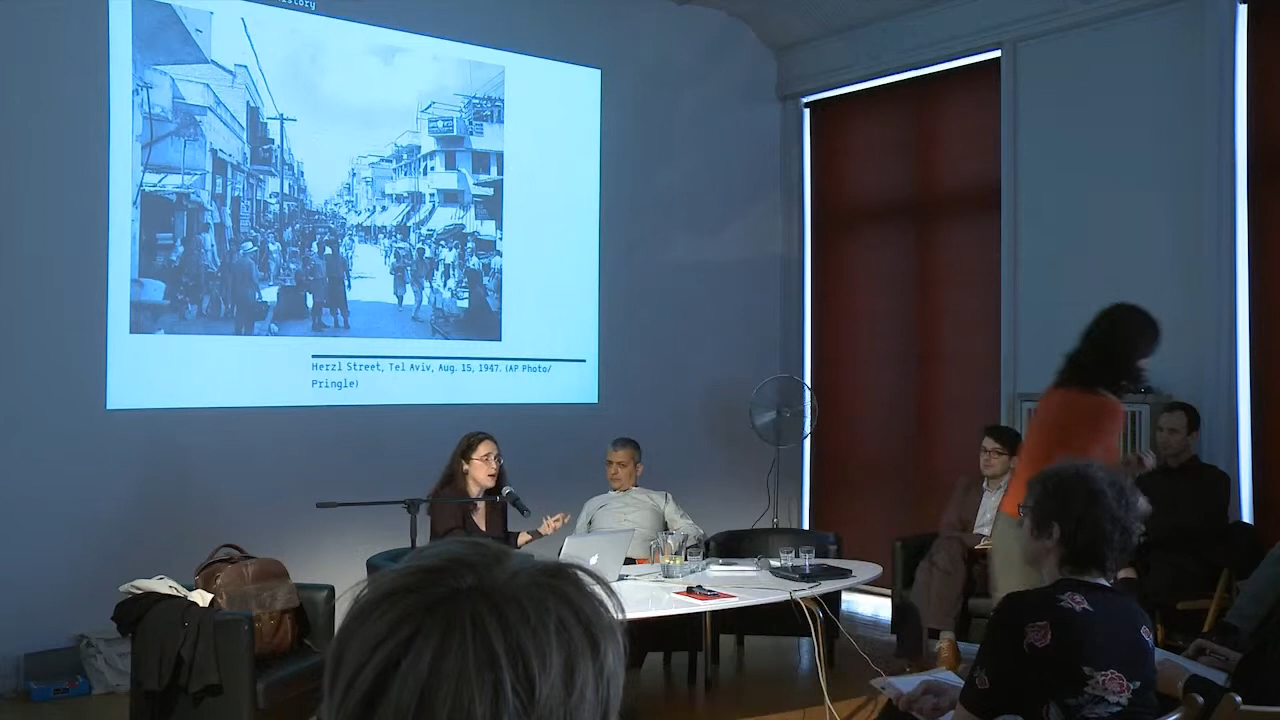 Herzl Street, Tel Aviv, Aug. 15, 1947. (AP Photo/
Pringle)